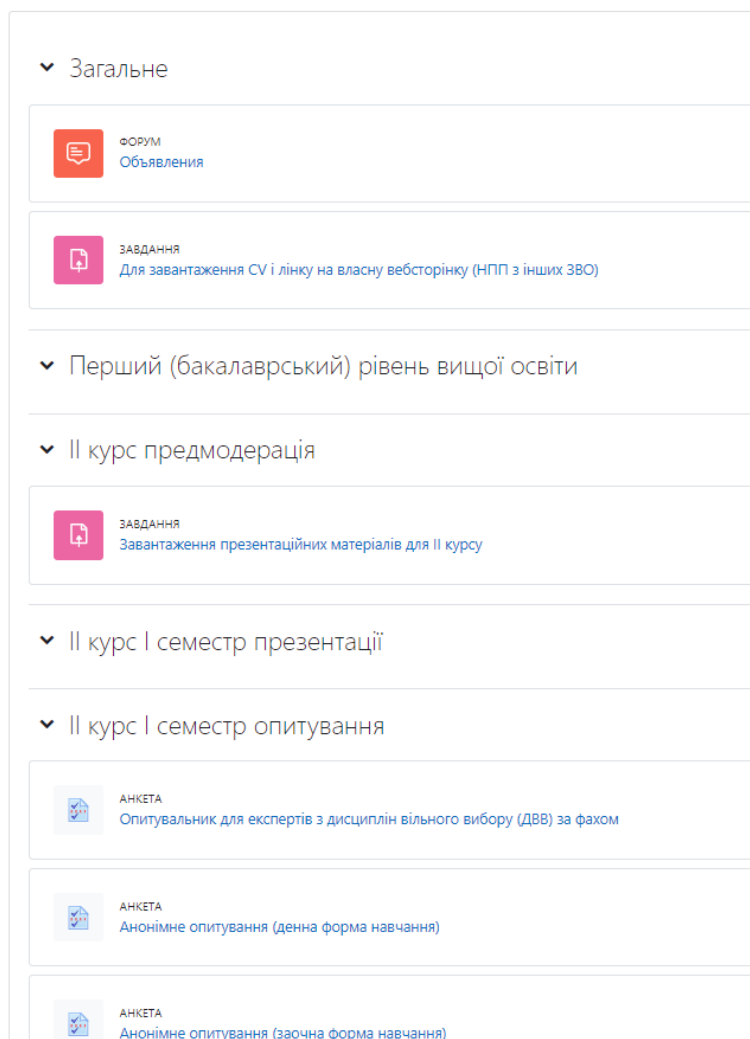 Загальне
ФОРУМ
Объявления
ЗАВДАННЯ
Для завантаження CV і лінку на власну вебсторінку (НПП з інших ЗВО)
Перший (бакалаврський) рівень вищої освіти
ІІ курс предмодерація
ЗАВДАННЯ
Завантаження презентаційних матеріалів для ІІ курсу
ІІ курс І семестр презентації
ІІ курс І семестр опитування
АНКЕТА
Опитувальник для експертів з дисциплін вільного вибору (ДВВ) за фахом
АНКЕТА
Анонімне опитування (денна форма навчання)
АНКЕТА
Анонімне опитування (заочна форма навчання)